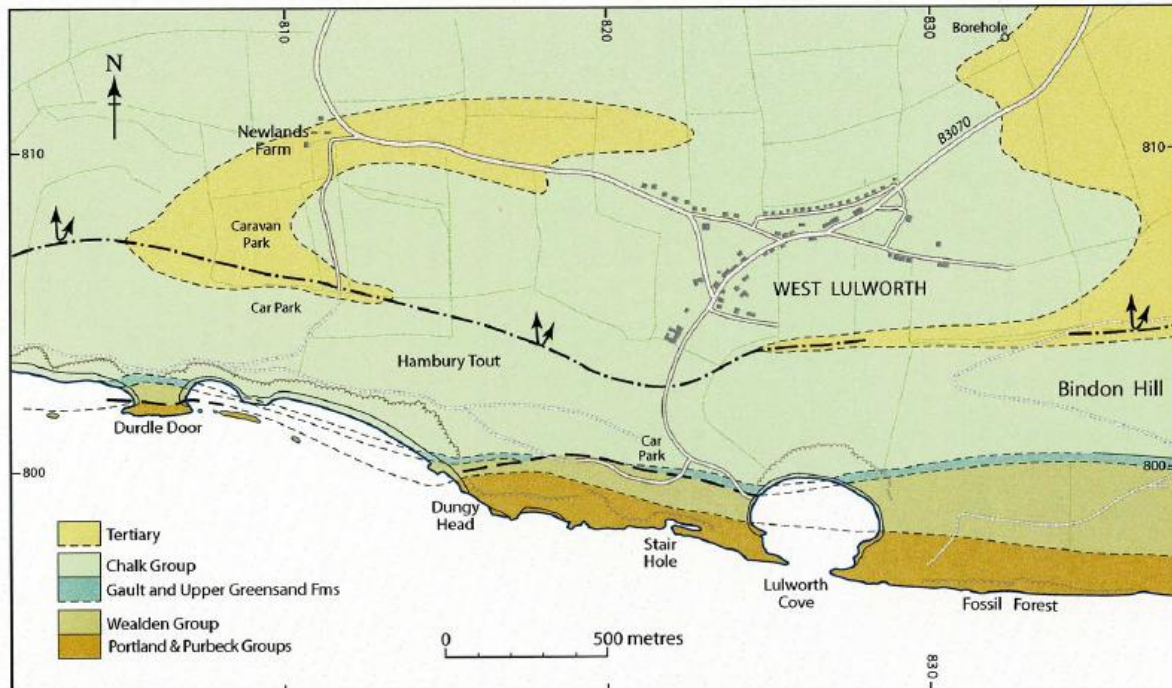 810
820
830
Borehole
N
B3070
Newlands
Farm
810
810
Caravan
Park
Car Park
WEST LULWORTH
Hambury Tout
Bindon Hill
Durdle Door
Car
Park
800
800
Dungy
Head
Stair
Hole
Lulworth
Cove
Fossil Forest
Tertiary
Chalk Group
Gault and Upper Greensand Fms
Wealden Group
Portland & Purbeck Groups
0
500 metres
830